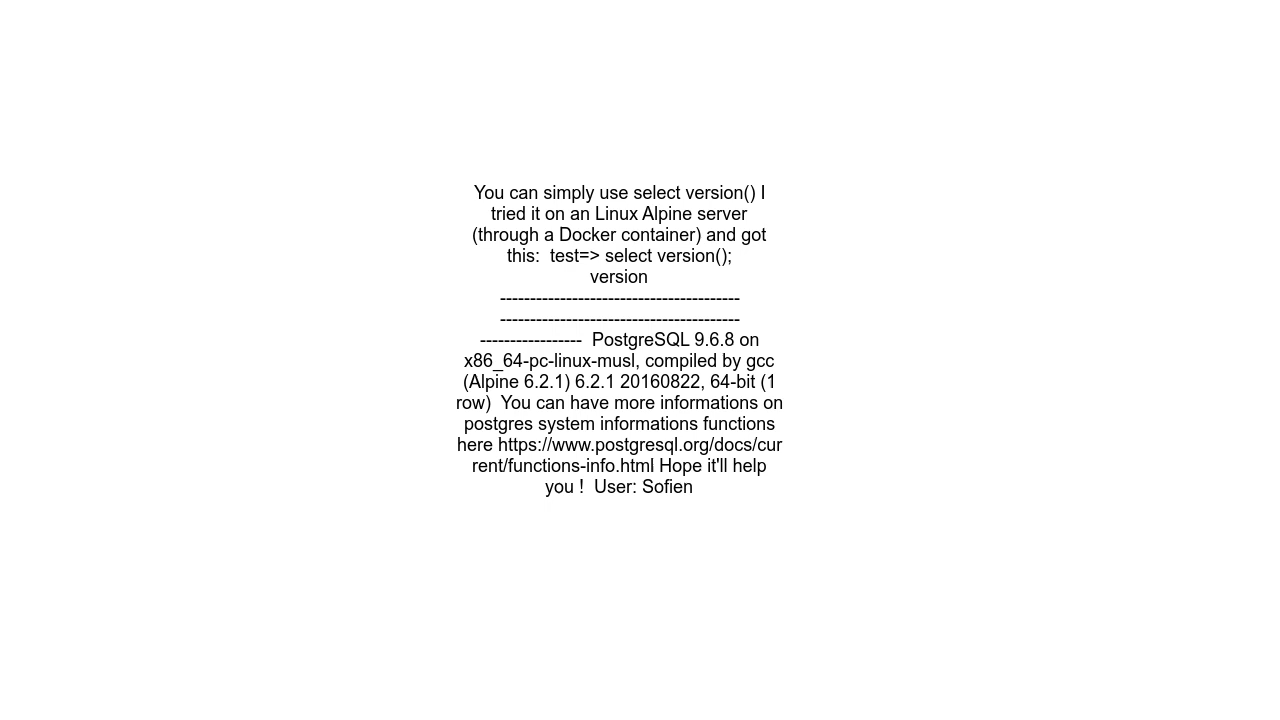 You can simply use select version() I
tried it on an Linux Alpine server
(through a Docker container) and got
this:  test=> select version();
version
----------------------------------------
----------------------------------------
-----------------  PostgreSQL 9.6.8 on
x86_64-pc-linux-musl, compiled by gcc
(Alpine 6.2.1) 6.2.1 20160822, 64-bit (1
row)  You can have more informations on
postgres system informations functions
here https://www.postgresql.org/docs/cur
rent/functions-info.html Hope it'll help
you !  User: Sofien